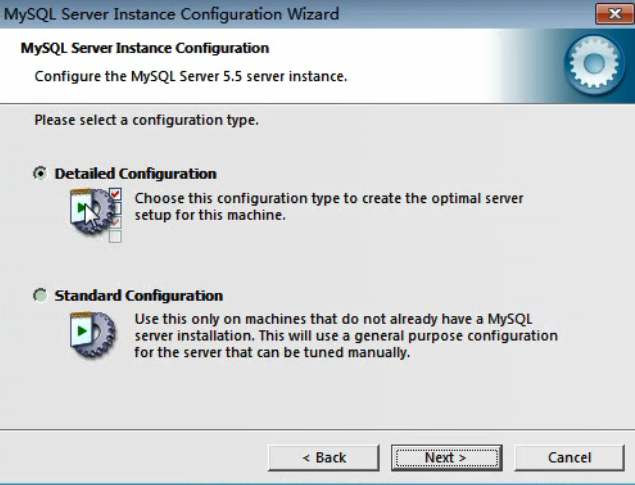 MySQL Server Instance Configuration Wizard
MySQL Server Instance Configuration
Configure the MySQL Server 5.5 server instance.
Please select a configuration type.
Detailed Configuration
Choose this configuration type to create the optimal server
setup for this machine.
Standard Configuration
Use this only on machines that do not already have a MySQL
server installation. This will use a general purpose configuration
for the server that can be tuned manually.
< Back
Next >
Cancel